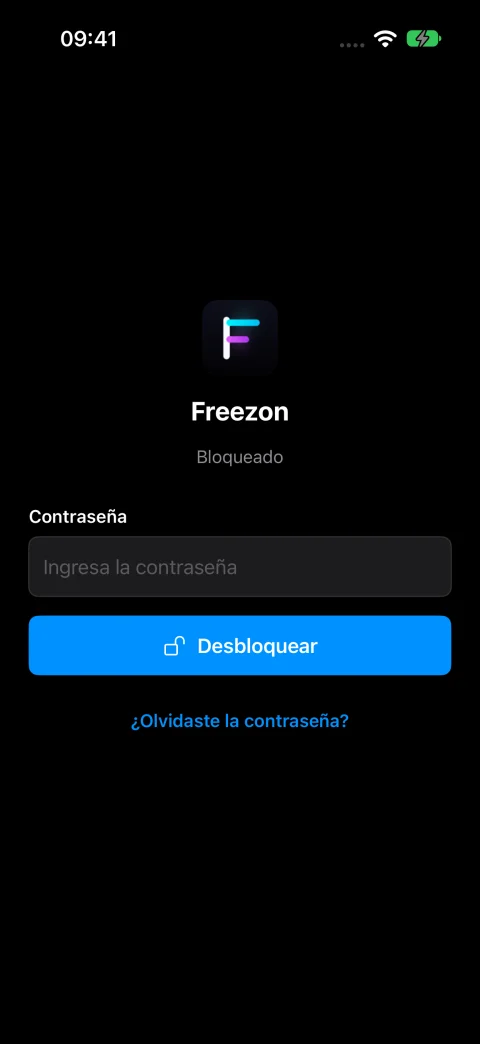 09:41
Freezon
Bloqueado
Contraseña
Ingresa la contraseña
Desbloquear
¿Olvidaste la contraseña?